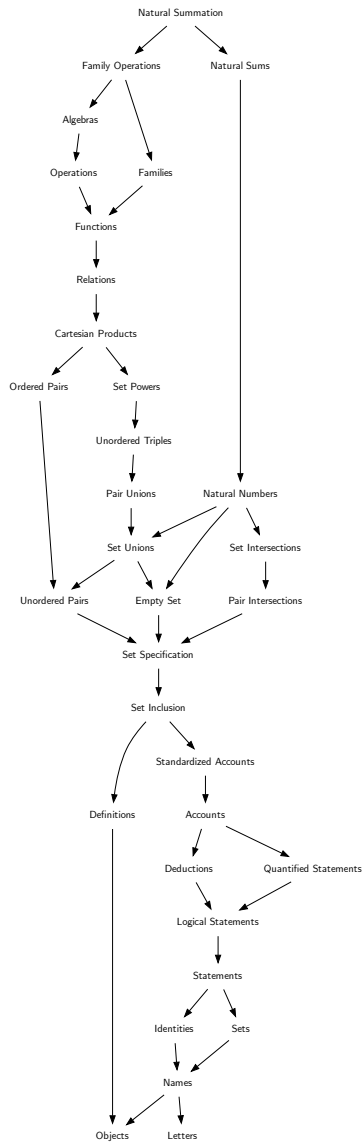 Natural Summation
Family Operations
Natural Sums
Algebras
Operations
Families
Functions
Relations
Cartesian Products
Ordered Pairs
Set Powers
Unordered Triples
Pair Unions
Natural Numbers
Set Unions
Set Intersections
Unordered Pairs
Empty Set
Pair Intersections
Set Specification
Set Inclusion
Standardized Accounts
Definitions
Accounts
Deductions
Quantified Statements
Logical Statements
Statements
Identities
Sets
Names
Objects
Letters